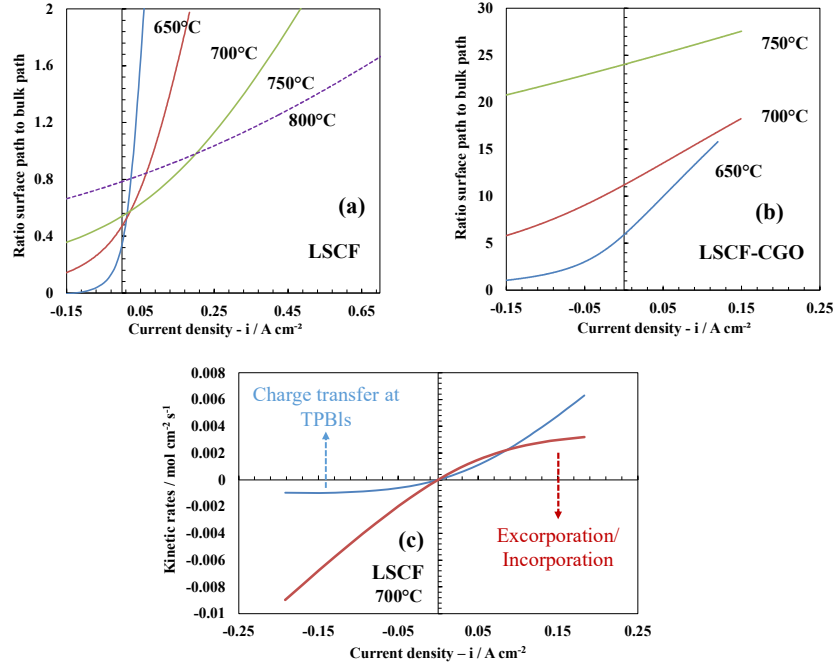 2
1.6
1.2
0.8
0.4
0
-0.15 0.05 0.25 0.45 0.65
Ratio surface path to bulk path
Current density - i / A cm⁻²
650°C
700°C
750°C
800°C
(a)
LSCF
30
25
20
15
10
5
0
-0.15 -0.05 0.05 0.15 0.25
Ratio surface path to bulk path
Current density - i / A cm⁻²
750°C
700°C
650°C
(b)
LSCF-CGO
0.008
0.006
0.004
0.002
0
-0.002
-0.004
-0.006
-0.008
-0.01
-0.25 -0.15 -0.05 0.05 0.15 0.25
Kinetic rates / mol cm⁻² s⁻¹
Current density – i / A cm⁻²
Charge transfer at
TPBls
Excorporation/
Incorporation
(c)
LSCF
700°C